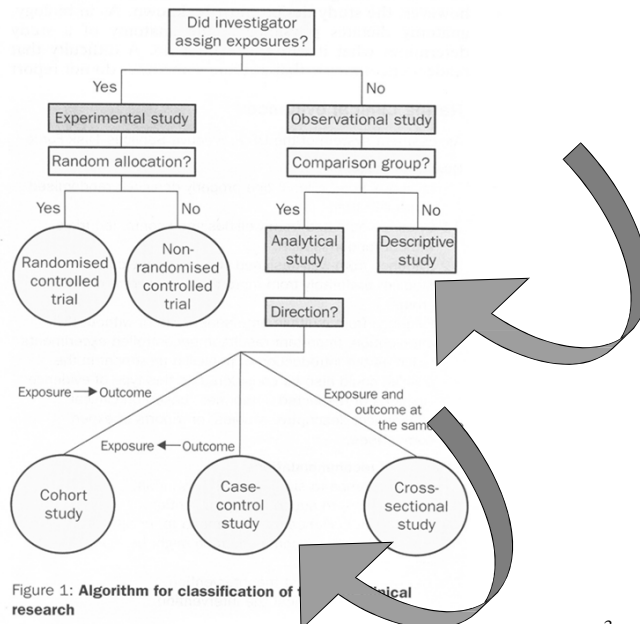 Did investigator
assign exposures?
Yes
No
Experimental study
Observational study
Random allocation?
Comparison group?
Yes
No
Yes
No
Randomised
controlled
trial
Non-
randomised
controlled
trial
Analytical
study
Descriptive
study
Direction?
Exposure → Outcome
Exposure ← Outcome
Exposure and
outcome at
the same
Cohort
study
Case-
control
study
Cross-
sectional
study
Figure 1: Algorithm for classification of
research